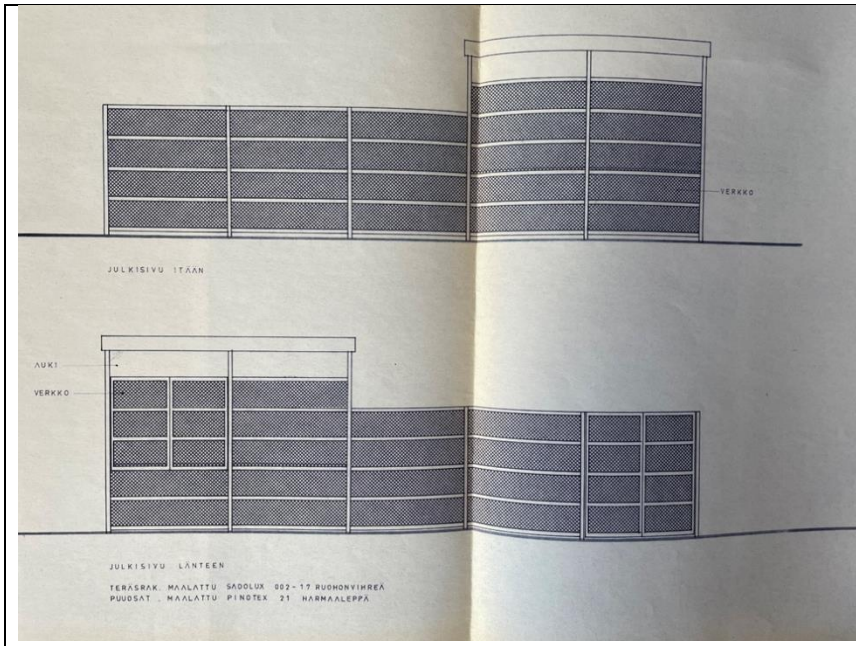 VERKKO
JULKISIVU ITÄÄN
AUKI
VERKKO
JULKISIVU LÄNTEEN
TERÄSRAK. MAALATTU SADOLUX 002-17 RUOHONVIHREÄ
PUUOSAT . MAALATTU PINOTEX 21 HARMAALEPPÄ